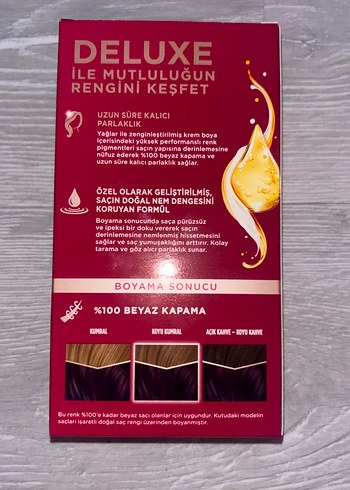 DELUXE
İLE MUTLULUĞUN
RENGİNİ KEŞFET
UZUN SÜRE KALICI
PARLAKLIK
Yağlar ile zenginleştirilmiş krem boya
içerisindeki yüksek performanslı renk
pigmentleri saçın yapısına derinlemesine
nüfuz ederek %100 beyaz kapama ve
uzun süre kalıcı parlaklık sağlar.
ÖZEL OLARAK GELİŞTİRİLMİŞ,
SAÇIN DOĞAL NEM DENGESİNİ
KORUYAN FORMÜL
Boyama sonucunda saça pürüzsüz
ve ipeksi bir doku vererek saçın
derinlemesine nemlenmiş hissetmesini
sağlar ve saç yumuşaklığını arttırır. Kolay
tarama ve göz alıcı parlaklık sunar.
BOYAMA SONUCU
%100 BEYAZ KAPAMA
KUMRAL KOYU KUMRAL AÇIK KAHVE – KOYU KAHVE
Bu renk %100'e kadar beyaz saçı olanlar için uygundur. Kutudaki modelin
saçları işaretli doğal saç rengi üzerinden boyanmıştır.